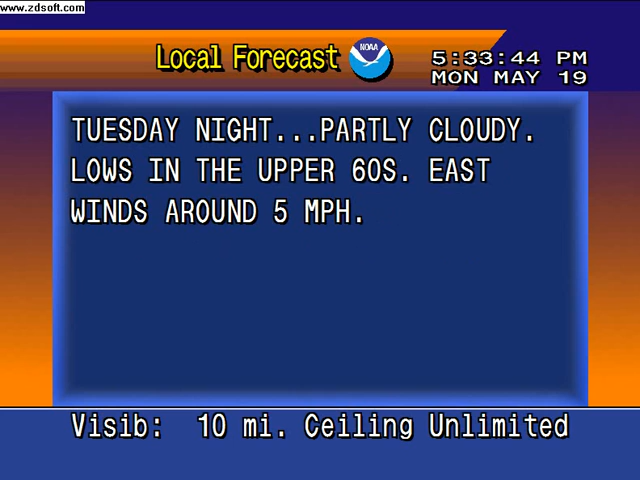 www.zdsoft.com
Local Forecast
NOAA
5:33:44 PM
MON MAY 19
TUESDAY NIGHT...PARTLY CLOUDY.
LOWS IN THE UPPER 60S. EAST
WINDS AROUND 5 MPH.
Visib: 10 mi. Ceiling Unlimited